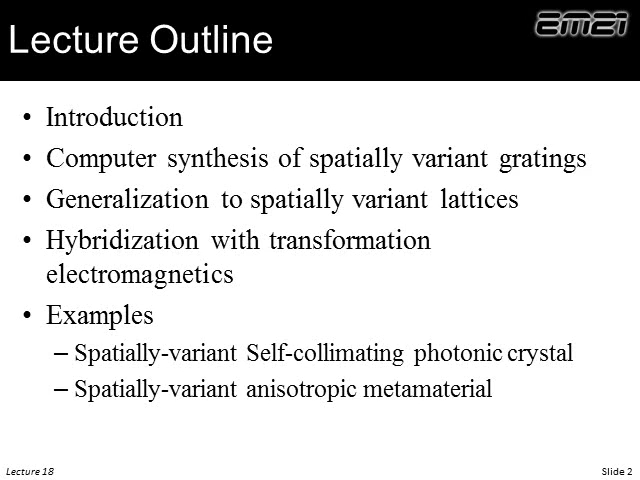 Lecture Outline
EM21
• Introduction
• Computer synthesis of spatially variant gratings
• Generalization to spatially variant lattices
• Hybridization with transformation
electromagnetics
• Examples
– Spatially-variant Self-collimating photonic crystal
– Spatially-variant anisotropic metamaterial
Lecture 18
Slide 2